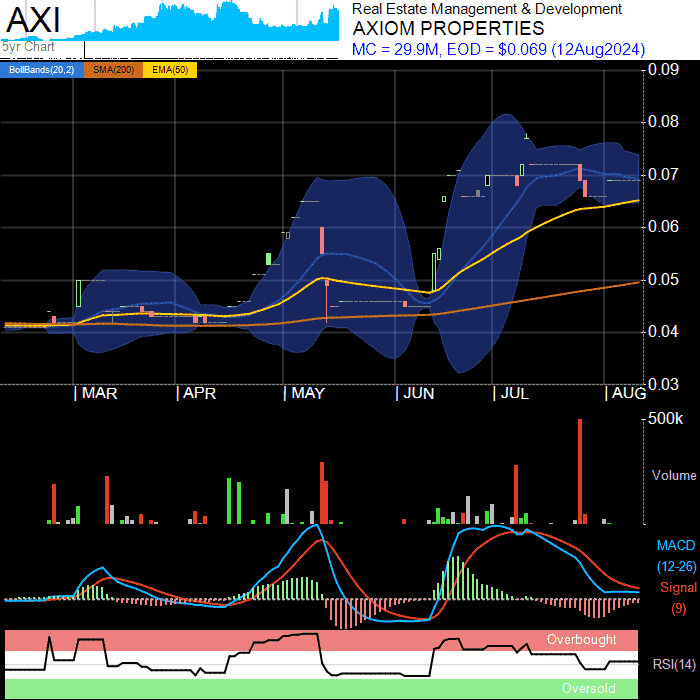 AXI
5yr Chart
Real Estate Management & Development
AXIOM PROPERTIES
MC = 29.9M, EOD = $0.069 (12Aug2024)
BollBands(20,2) SMA(200) EMA(50)
0.09
0.08
0.07
0.06
0.05
0.04
0.03
MAR APR MAY JUN JUL AUG
500k
Volume
MACD
(12-26)
Signal
(9)
Overbought
RSI(14)
Oversold